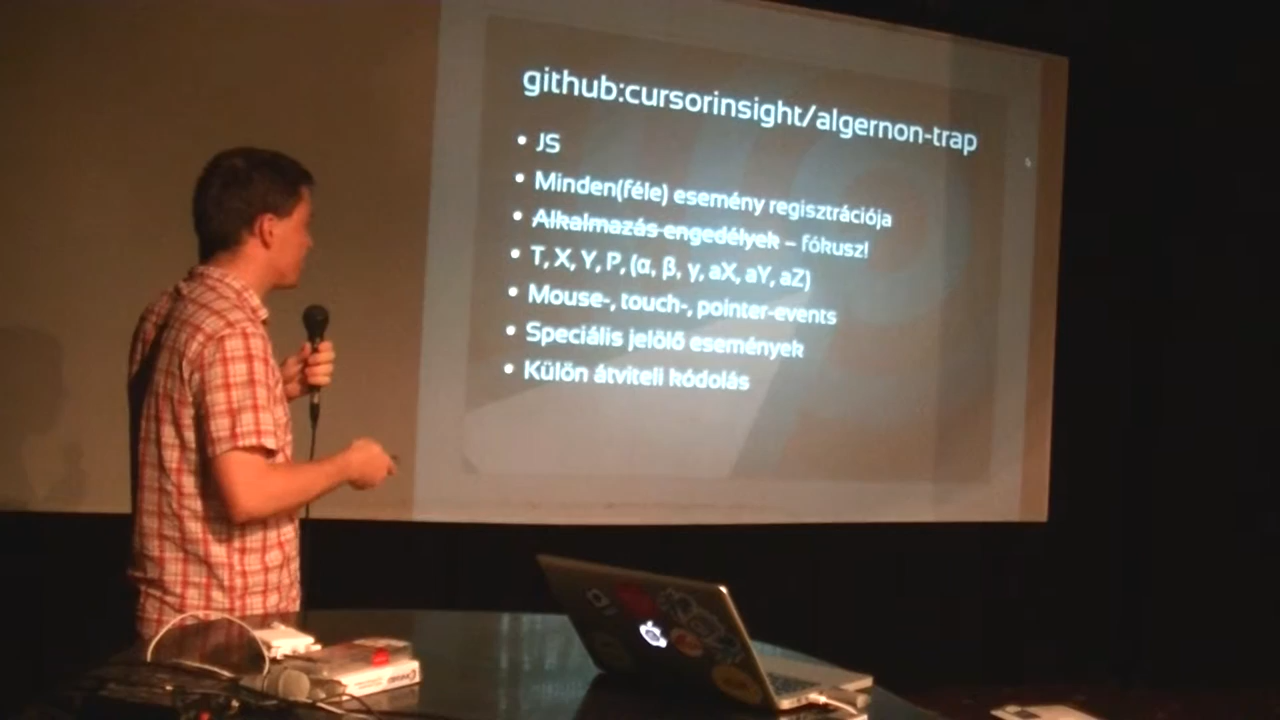 github:cursorinsight/algernon-trap
• JS
• Minden(féle) esemény regisztrációja
• Alkalmazás engedélyek – fókusz!
• T, X, Y, P, (α, β, γ, aX, aY, aZ)
• Mouse-, touch-, pointer-events
• Speciális jelölő események
• Külön átviteli kódolás